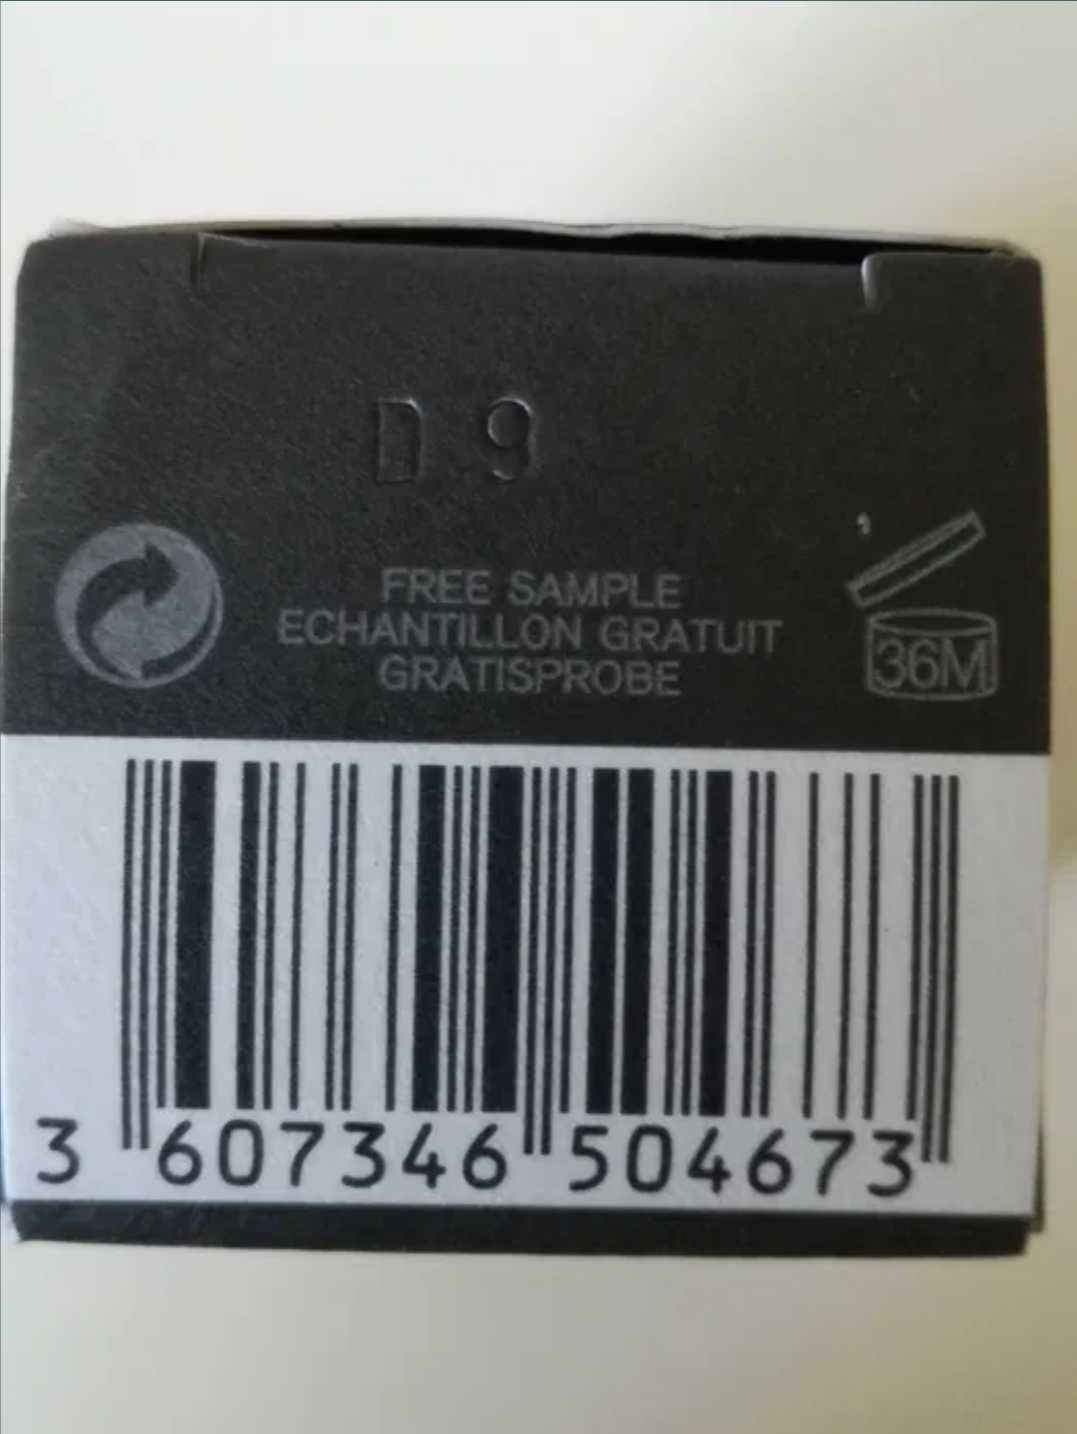 D 9
FREE SAMPLE
ECHANTILLON GRATUIT
GRATISPROBE
36M
3 607346 504673